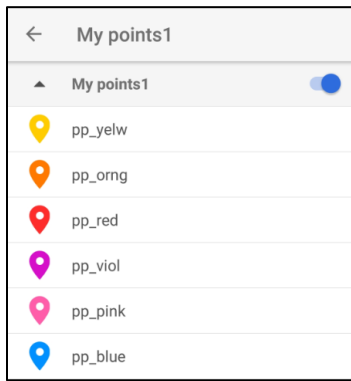 My points1
My points1
pp_yelw
pp_orng
pp_red
pp_viol
pp_pink
pp_blue